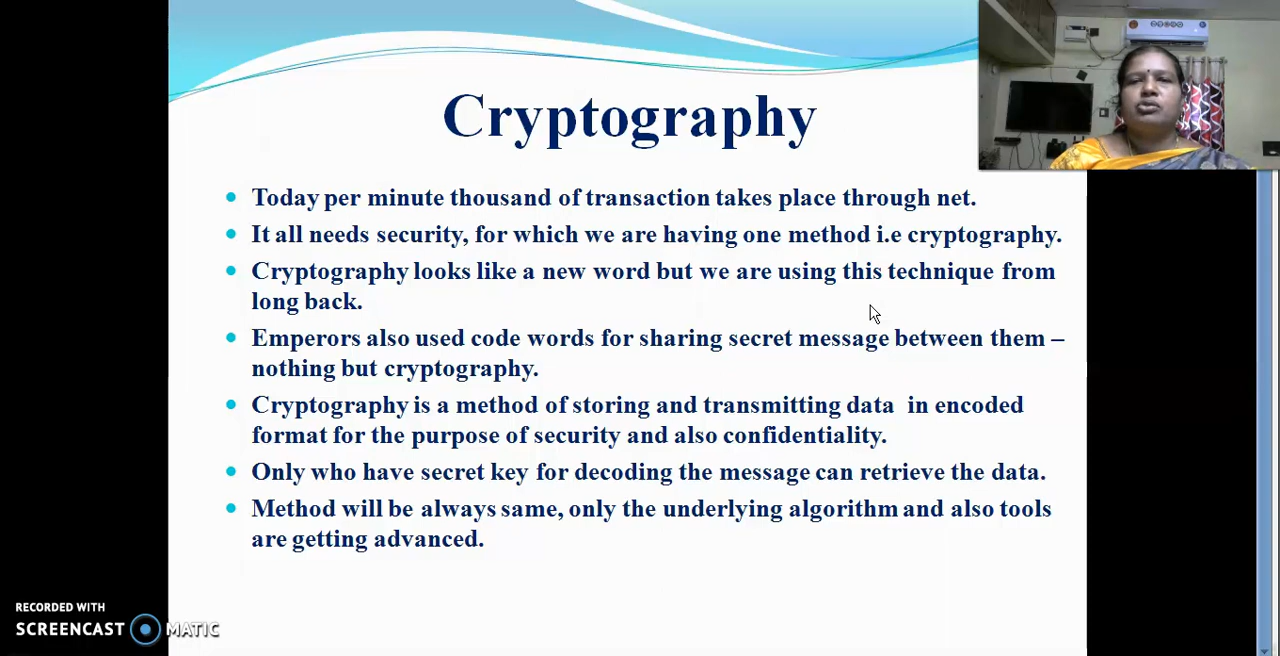 Cryptography
Today per minute thousand of transaction takes place through net.
It all needs security, for which we are having one method i.e cryptography.
Cryptography looks like a new word but we are using this technique from
long back.
Emperors also used code words for sharing secret message between them –
nothing but cryptography.
Cryptography is a method of storing and transmitting data in encoded
format for the purpose of security and also confidentiality.
Only who have secret key for decoding the message can retrieve the data.
Method will be always same, only the underlying algorithm and also tools
are getting advanced.
RECORDED WITH
SCREENCAST MATIC